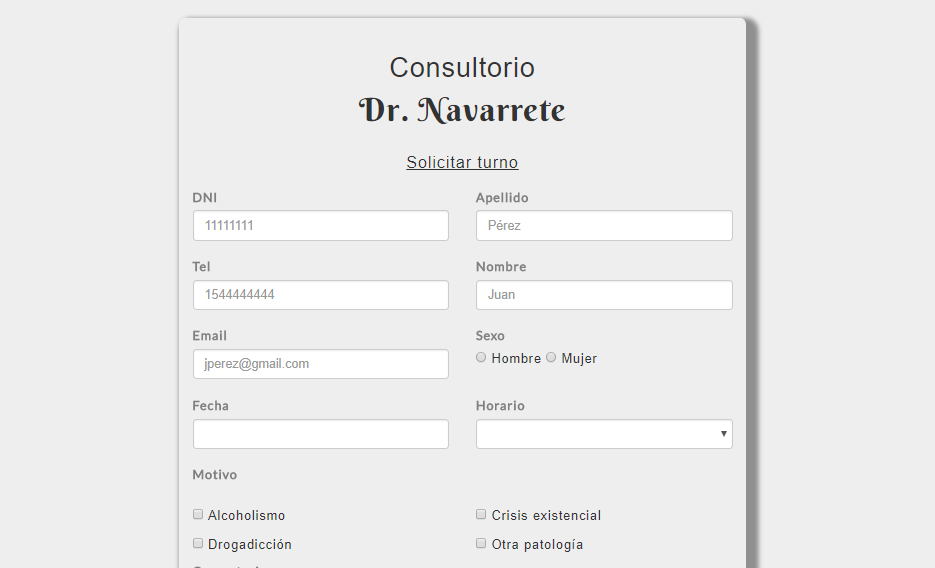 Consultorio
Dr. Navarrete
Solicitar turno
DNI Apellido
11111111 Pérez
Tel Nombre
1544444444 Juan
Email Sexo
jperez@gmail.com Hombre Mujer
Fecha Horario
Motivo
Alcoholismo Crisis existencial
Drogadicción Otra patología